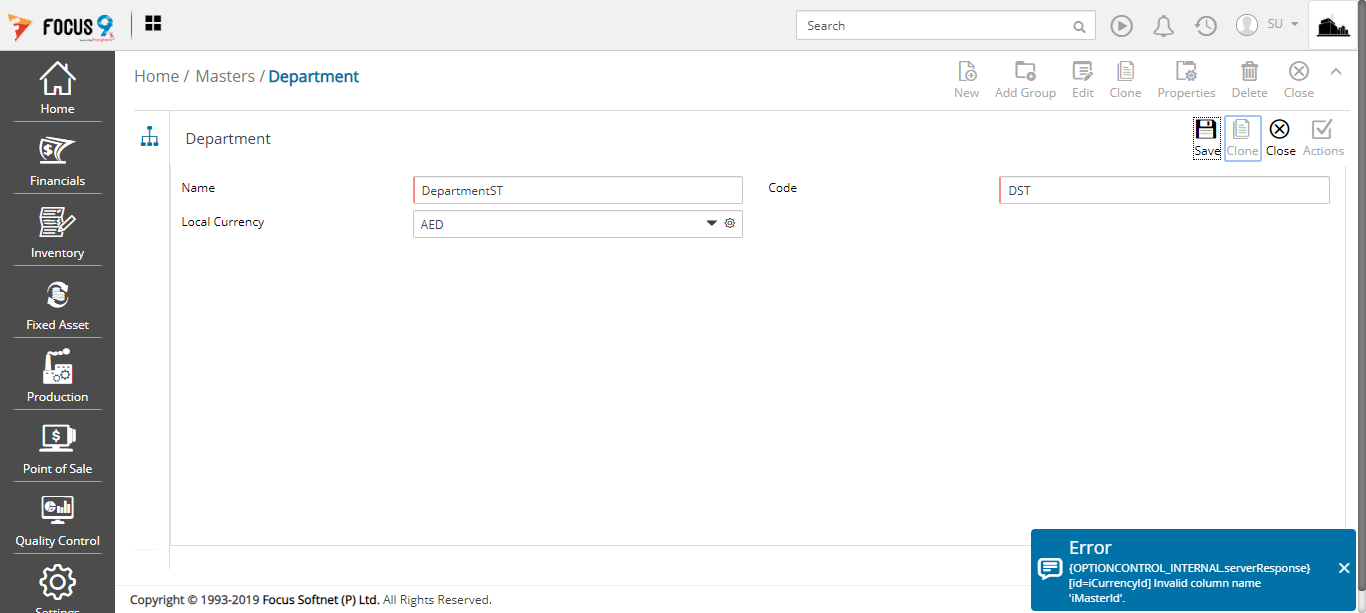 FOCUS 9
Search
SU
Home
Financials
Inventory
Fixed Asset
Production
Point of Sale
Quality Control
Settings
Home / Masters / Department
New
Add Group
Edit
Clone
Properties
Delete
Close
Department
Save
Clone
Close
Actions
Name
DepartmentST
Code
DST
Local Currency
AED
Error
{OPTIONCONTROL_INTERNAL.serverResponse}
[id=iCurrencyId] Invalid column name
'iMasterId'.
Copyright © 1993-2019 Focus Softnet (P) Ltd. All Rights Reserved.